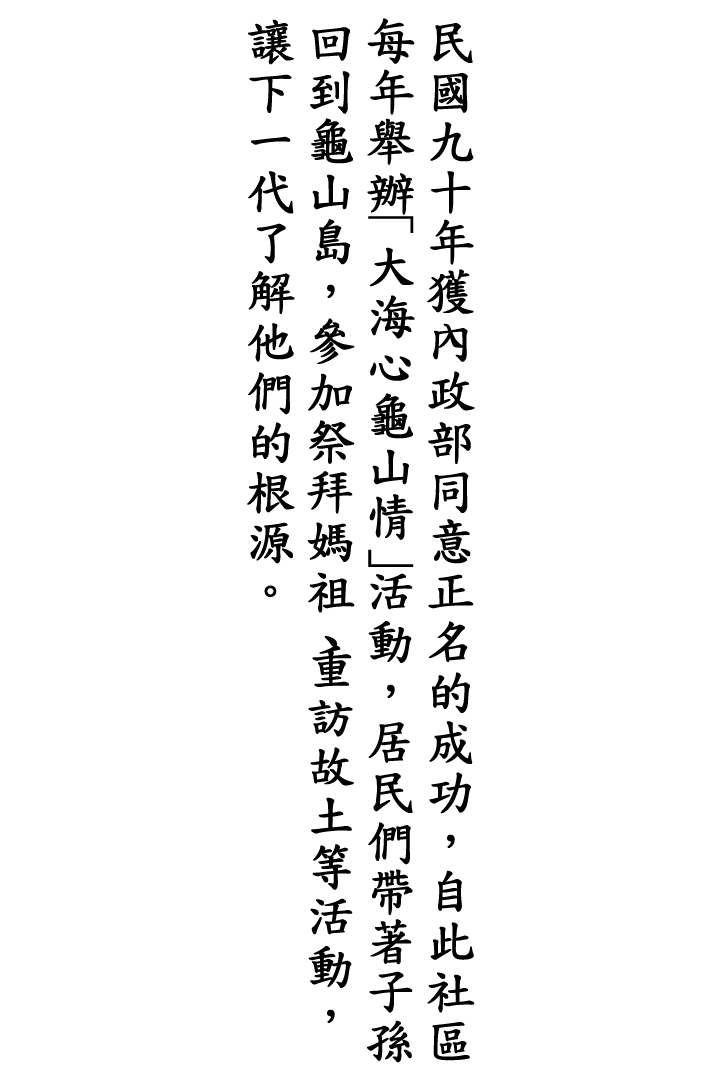 民國九十年獲內政部同意正名的成功，自此社區
每年舉辦「大海心龜山情」活動，居民們帶著子孫
回到龜山島，參加祭拜媽祖、重訪故土等活動，
讓下一代了解他們的根源。